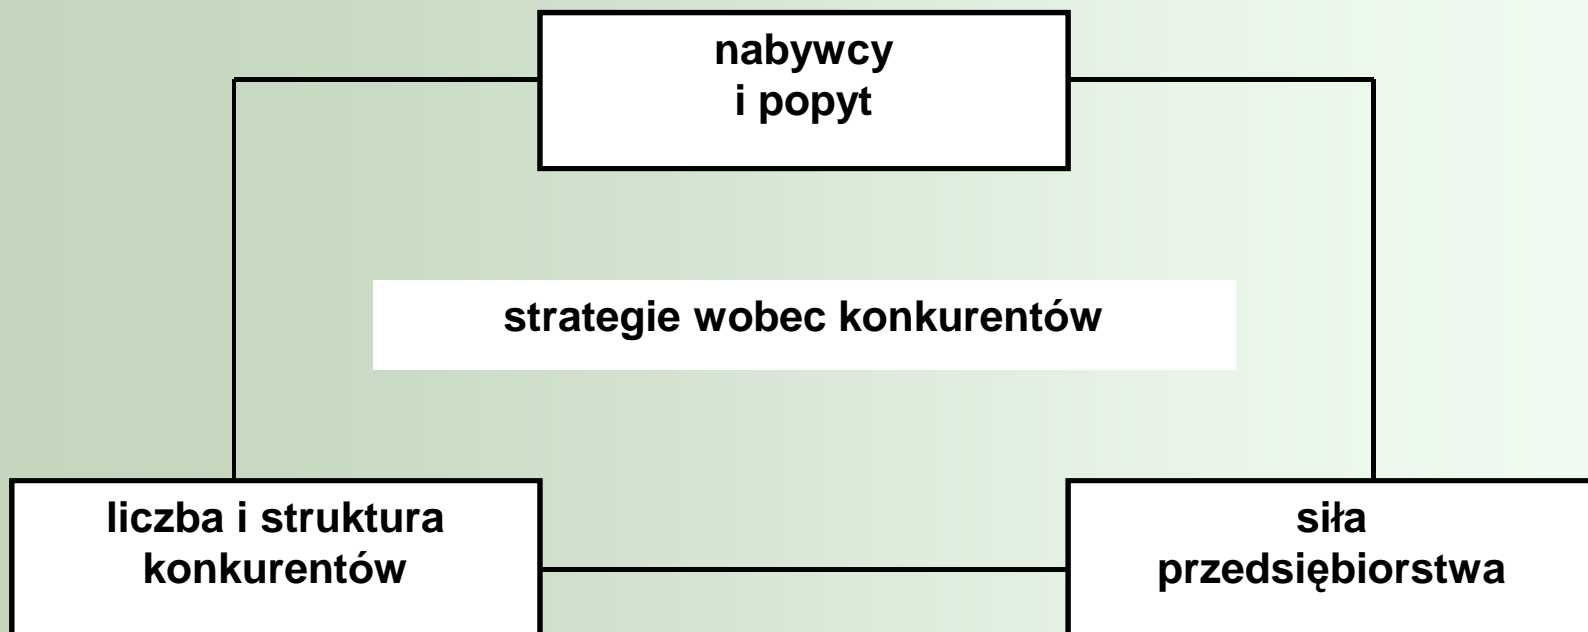 nabywcy
i popyt
strategie wobec konkurentów
liczba i struktura
konkurentów
siła
przedsiębiorstwa